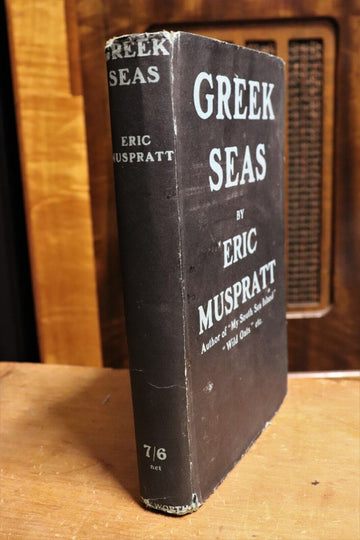 GREEK
SEAS
ERIC
MUSPRATT
7/6
net
GREEK
SEAS
BY
ERIC
MUSPRATT
Author of "My South Sea Island"
"Wild Oats" etc.